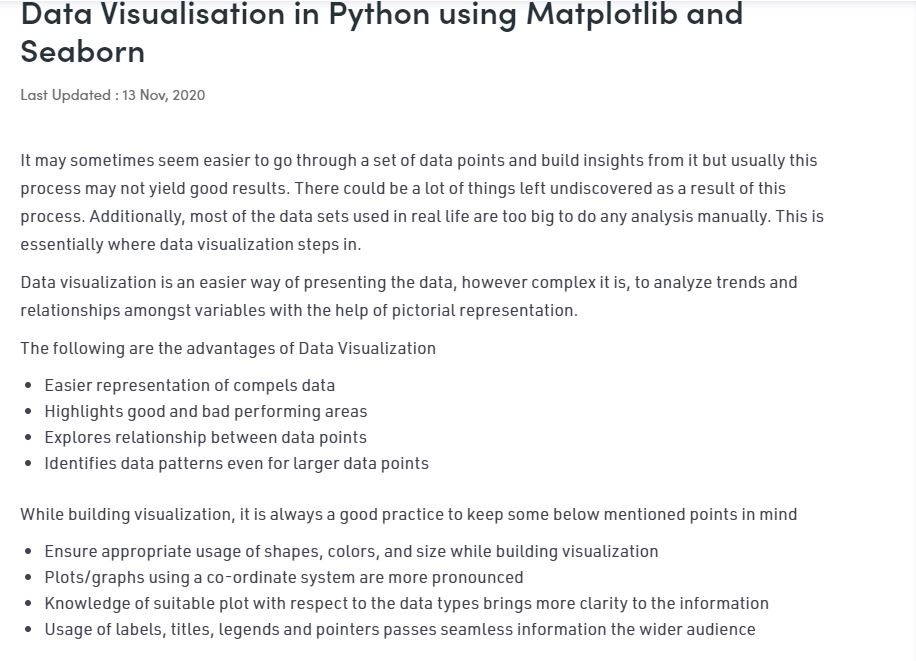 Data Visualisation in Python using Matplotlib and
Seaborn
Last Updated : 13 Nov, 2020
It may sometimes seem easier to go through a set of data points and build insights from it but usually this
process may not yield good results. There could be a lot of things left undiscovered as a result of this
process. Additionally, most of the data sets used in real life are too big to do any analysis manually. This is
essentially where data visualization steps in.
Data visualization is an easier way of presenting the data, however complex it is, to analyze trends and
relationships amongst variables with the help of pictorial representation.
The following are the advantages of Data Visualization
• Easier representation of compels data
• Highlights good and bad performing areas
• Explores relationship between data points
• Identifies data patterns even for larger data points
While building visualization, it is always a good practice to keep some below mentioned points in mind
• Ensure appropriate usage of shapes, colors, and size while building visualization
• Plots/graphs using a co-ordinate system are more pronounced
• Knowledge of suitable plot with respect to the data types brings more clarity to the information
• Usage of labels, titles, legends and pointers passes seamless information the wider audience